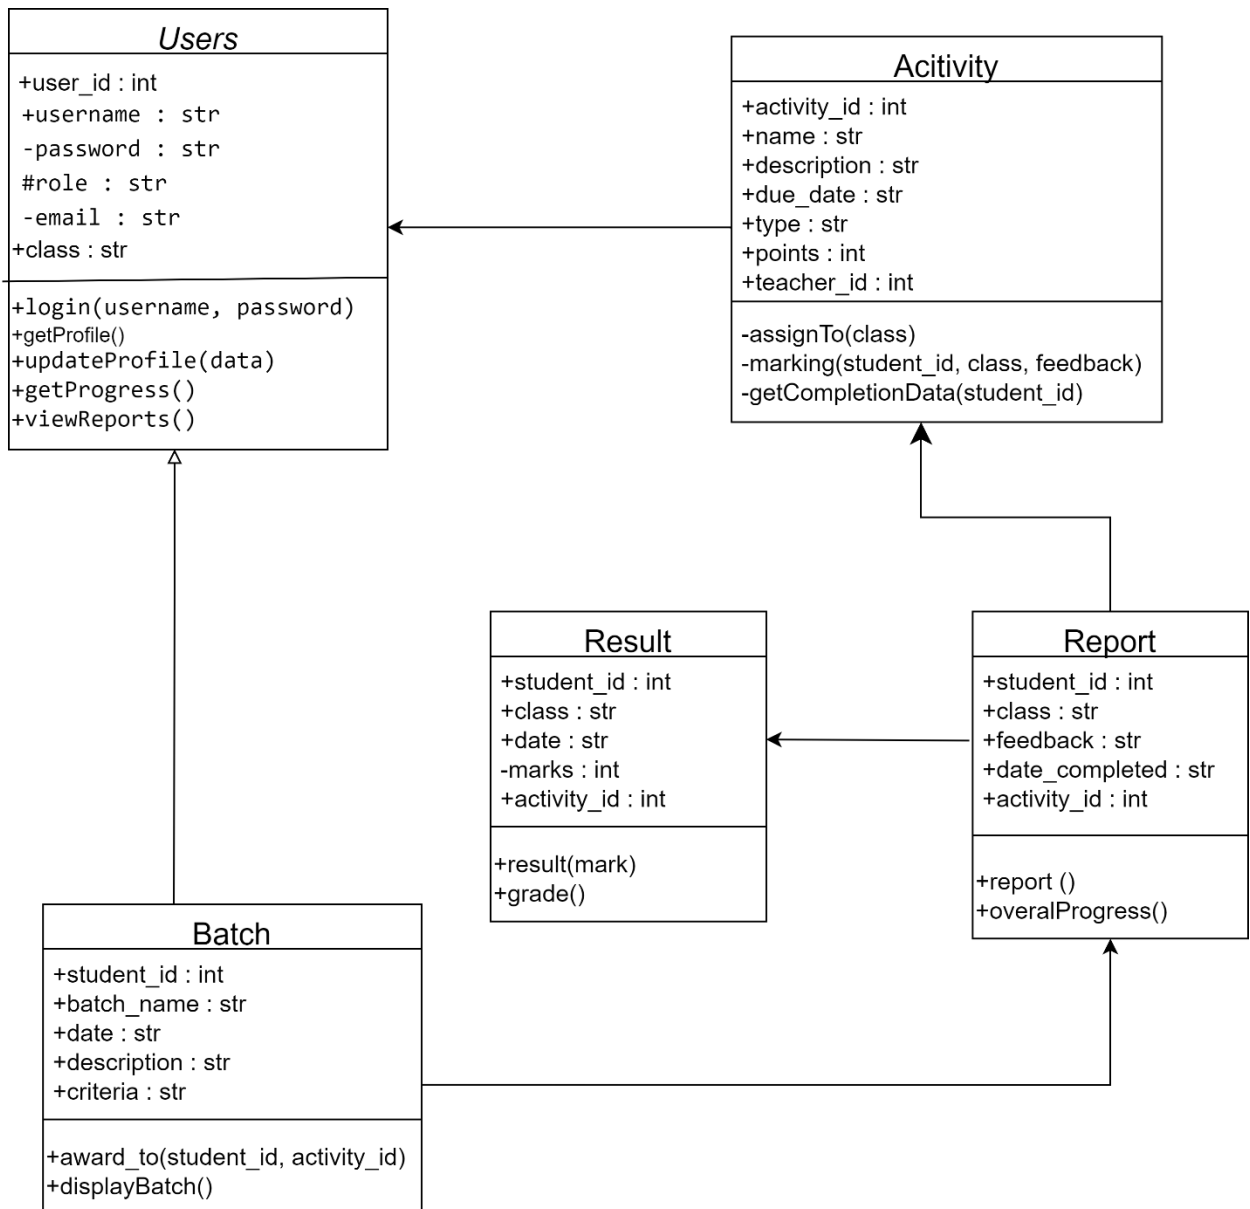 Users
+user_id : int
+username : str
-password : str
#role : str
-email : str
+class : str
+login(username, password)
+getProfile()
+updateProfile(data)
+getProgress()
+viewReports()
Acitivity
+activity_id : int
+name : str
+description : str
+due_date : str
+type : str
+points : int
+teacher_id : int
-assignTo(class)
-marking(student_id, class, feedback)
-getCompletionData(student_id)
Result
+student_id : int
+class : str
+date : str
-marks : int
+activity_id : int
+result(mark)
+grade()
Report
+student_id : int
+class : str
+feedback : str
+date_completed : str
+activity_id : int
+report ()
+overalProgress()
Batch
+student_id : int
+batch_name : str
+date : str
+description : str
+criteria : str
+award_to(student_id, activity_id)
+displayBatch()